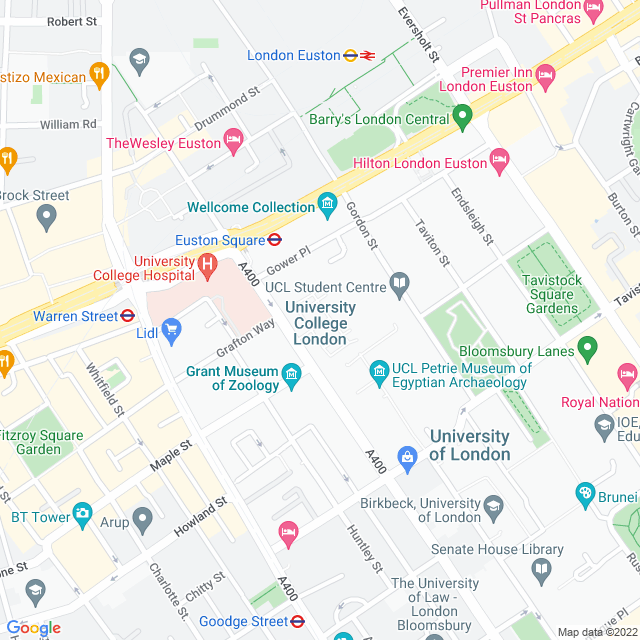 Robert St
Eversholt St
Pullman London
St Pancras
London Euston
stizo Mexican
Premier Inn
London Euston
Drummond St
Barry's London Central
William Rd
TheWesley Euston
Cartwright Gar
Hilton London Euston
Brock Street
Wellcome Collection
Gordon St
Endsleigh St
Burton St
Taviton St
Euston Square
Gower Pl
University
College Hospital
A400
UCL Student Centre
Tavistock
Square
Gardens
Tavis
University
College
London
Warren Street
Lidl
Grafton Way
Bloomsbury Lanes
Whitfield St
Grant Museum
of Zoology
UCL Petrie Museum of
Egyptian Archaeology
Royal Nation
Fitzroy Square
Garden
IOE,
Edu
University
of London
Maple St
A400
BT Tower
Arup
Howland St
Birkbeck, University
of London
Brunei
Huntley St
Senate House Library
one St
Charlotte St.
Chitty St
A400
The University
of Law -
London
Bloomsbury
Rus
Goodge Street
Google
Map data ©2022